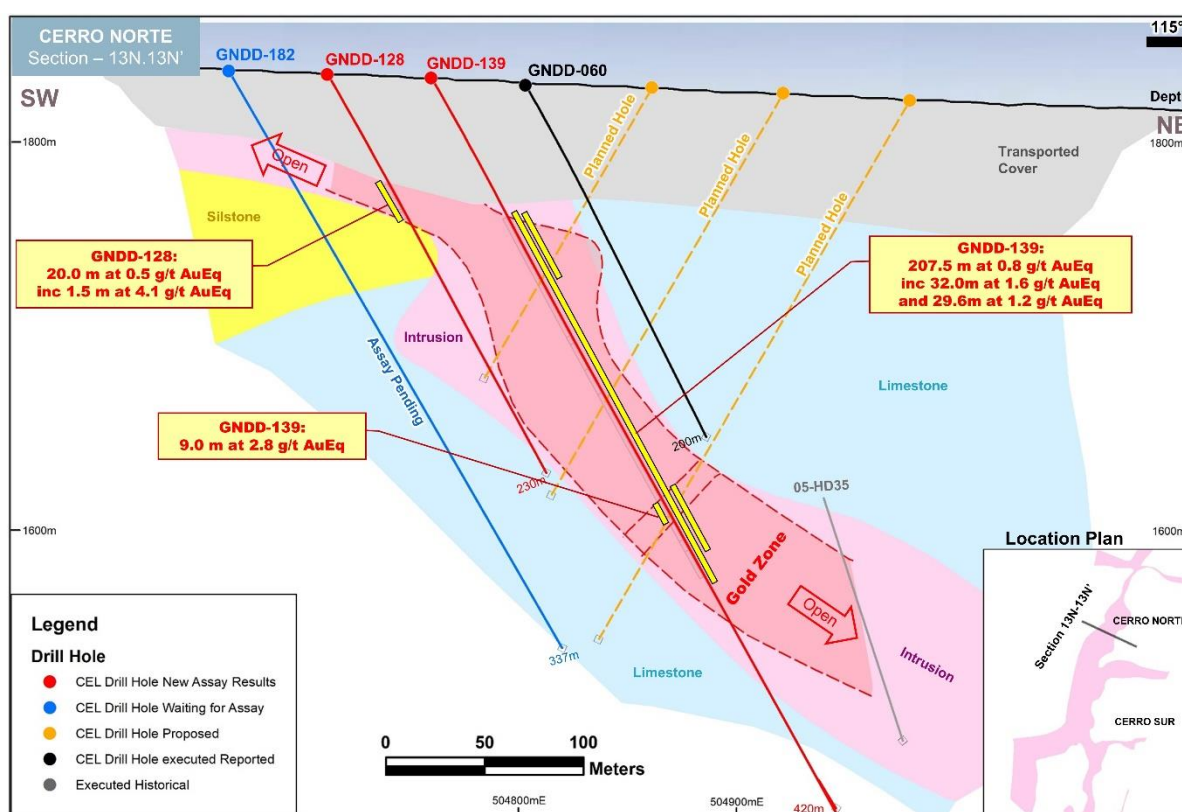 CERRO NORTE
Section – 13N.13N'
GNDD-182
GNDD-128
GNDD-139
GNDD-060
115°
SW
Dept
NE
1800m
1800m
Open
Planned Hole
Planned Hole
Planned Hole
Transported
Cover
Silstone
GNDD-128:
20.0 m at 0.5 g/t AuEq
inc 1.5 m at 4.1 g/t AuEq
GNDD-139:
207.5 m at 0.8 g/t AuEq
inc 32.0m at 1.6 g/t AuEq
and 29.6m at 1.2 g/t AuEq
Intrusion
Assay Pending
Limestone
GNDD-139:
9.0 m at 2.8 g/t AuEq
200m
230m
05-HD35
1600m
1600m
Gold Zone
Open
337m
Limestone
Intrusion
Location Plan
Section 13N-13N'
CERRO NORTE
CERRO SUR
Legend
Drill Hole
CEL Drill Hole New Assay Results
CEL Drill Hole Waiting for Assay
CEL Drill Hole Proposed
CEL Drill Hole executed Reported
Executed Historical
0 50 100
Meters
504800mE
504900mE
420m